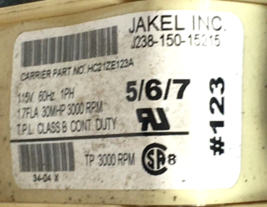 JAKEL INC.
J238-150-15215
CARRIER PART NO. HC21ZE123A
115V 60Hz 1PH
1.7FLA 30MHP 3000 RPM
T.P.L. CLASS B CONT. DUTY
5/6/7
#123
TP 3000 RPM
34-04 X